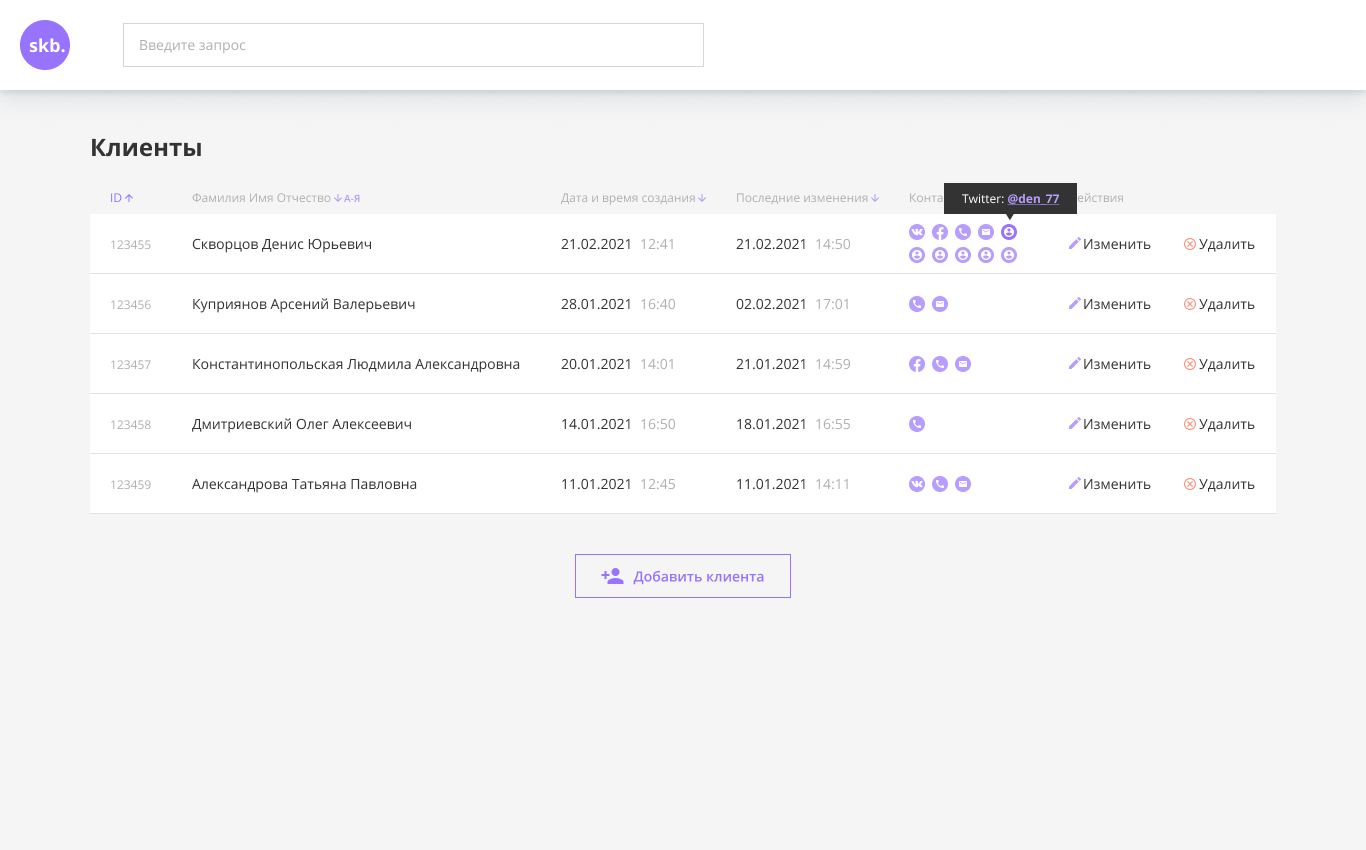 skb.
Введите запрос
Клиенты
ID Фамилия Имя Отчество А-Я Дата и время создания Последние изменения Конта ействия
Twitter: @den_77
123455 Скворцов Денис Юрьевич 21.02.2021 12:41 21.02.2021 14:50 Изменить Удалить
123456 Куприянов Арсений Валерьевич 28.01.2021 16:40 02.02.2021 17:01 Изменить Удалить
123457 Константинопольская Людмила Александровна 20.01.2021 14:01 21.01.2021 14:59 Изменить Удалить
123458 Дмитриевский Олег Алексеевич 14.01.2021 16:50 18.01.2021 16:55 Изменить Удалить
123459 Александрова Татьяна Павловна 11.01.2021 12:45 11.01.2021 14:11 Изменить Удалить
Добавить клиента